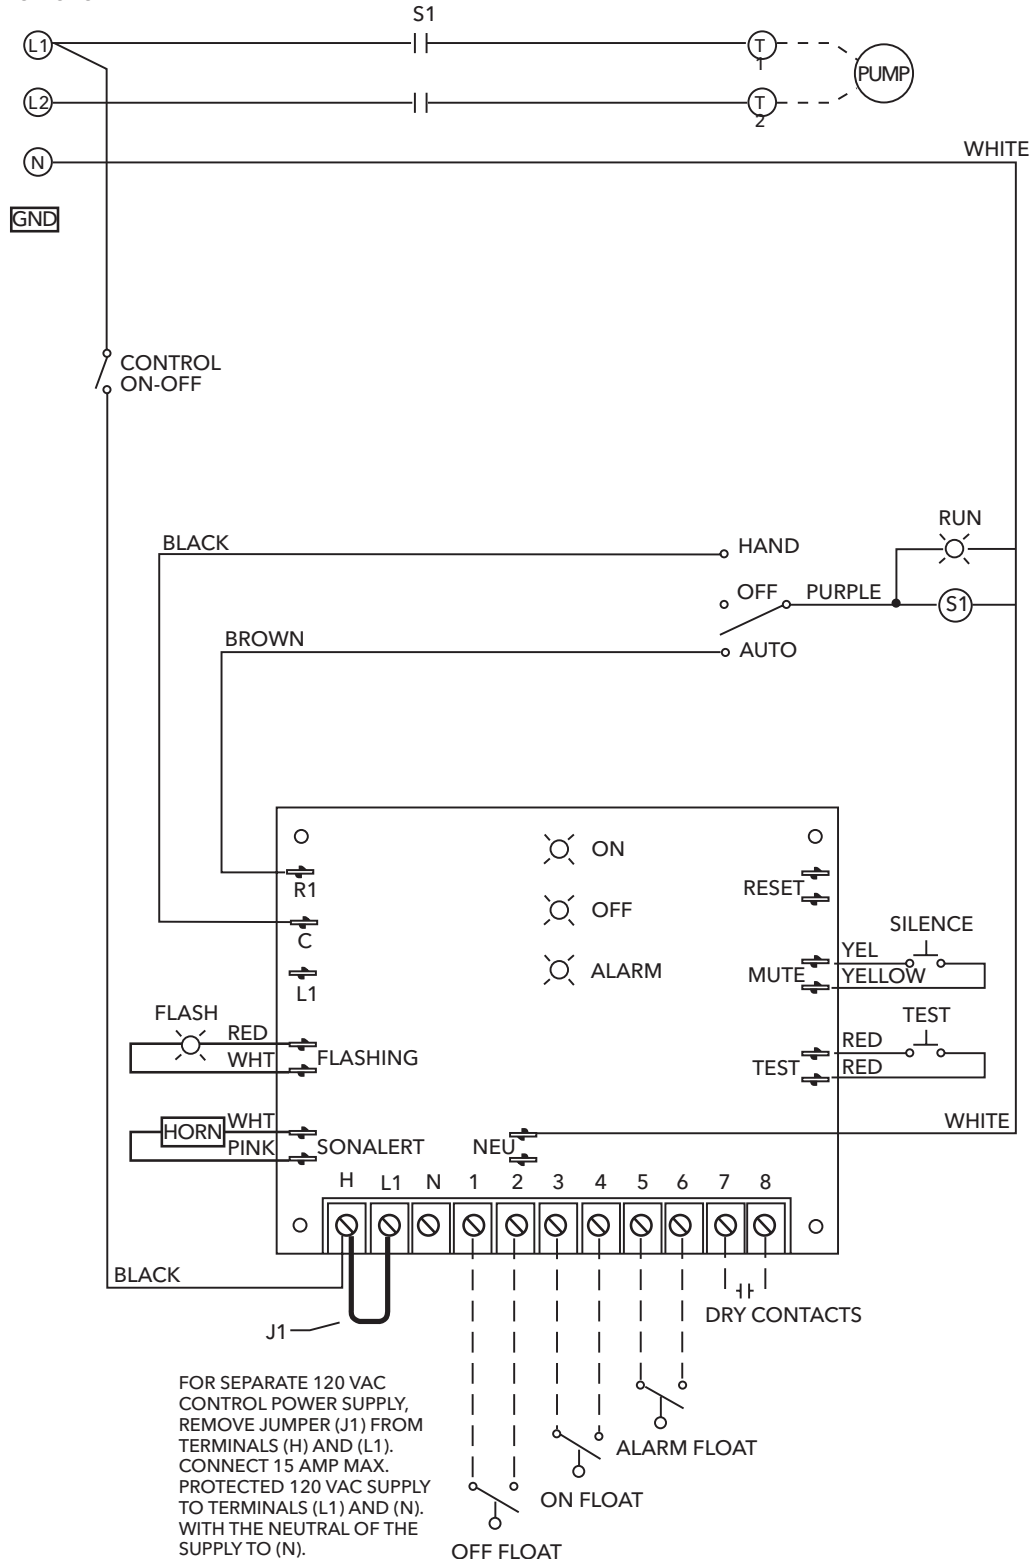 S1
L1
T
1
PUMP
L2
T
2
N
WHITE
GND
CONTROL
ON-OFF
RUN
BLACK
HAND
OFF
PURPLE
S1
BROWN
AUTO
ON
R1
RESET
OFF
SILENCE
C
YEL
ALARM
MUTE
YELLOW
L1
FLASH
TEST
RED
RED
FLASHING
WHT
TEST
RED
WHT
WHITE
HORN
SONALERT
NEU
PINK
H L1 N 1 2 3 4 5 6 7 8
BLACK
DRY CONTACTS
J1
FOR SEPARATE 120 VAC
CONTROL POWER SUPPLY,
REMOVE JUMPER (J1) FROM
TERMINALS (H) AND (L1).
CONNECT 15 AMP MAX.
PROTECTED 120 VAC SUPPLY
TO TERMINALS (L1) AND (N).
WITH THE NEUTRAL OF THE
SUPPLY TO (N).
ALARM FLOAT
ON FLOAT
OFF FLOAT